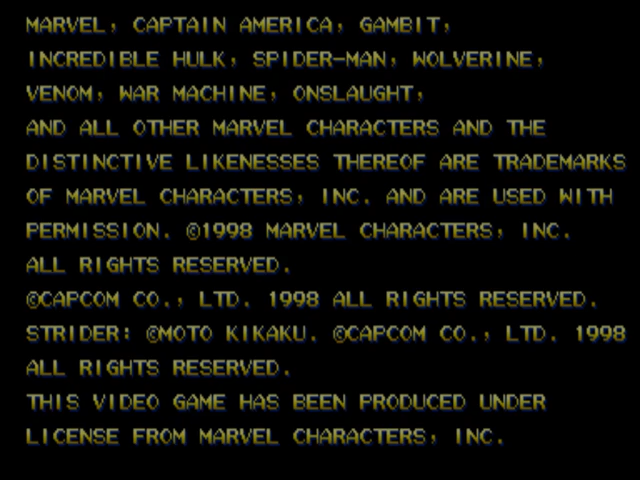 MARVEL, CAPTAIN AMERICA, GAMBIT,
INCREDIBLE HULK, SPIDER-MAN, WOLVERINE,
VENOM, WAR MACHINE, ONSLAUGHT,
AND ALL OTHER MARVEL CHARACTERS AND THE
DISTINCTIVE LIKENESSES THEREOF ARE TRADEMARKS
OF MARVEL CHARACTERS, INC. AND ARE USED WITH
PERMISSION. ©1998 MARVEL CHARACTERS, INC.
ALL RIGHTS RESERVED.
©CAPCOM CO., LTD. 1998 ALL RIGHTS RESERVED.
STRIDER: ©MOTO KIKAKU. ©CAPCOM CO., LTD. 1998
ALL RIGHTS RESERVED.
THIS VIDEO GAME HAS BEEN PRODUCED UNDER
LICENSE FROM MARVEL CHARACTERS, INC.